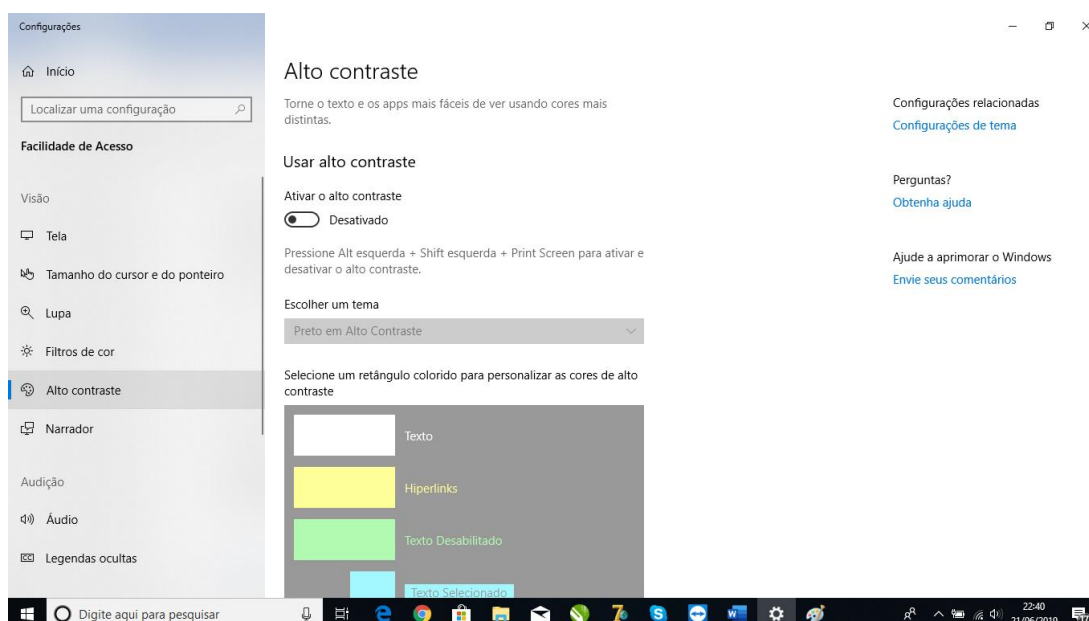 Configurações
Início
Localizar uma configuração
Facilidade de Acesso
Visão
Tela
Tamanho do cursor e do ponteiro
Lupa
Filtros de cor
Alto contraste
Narrador
Audição
Áudio
Legendas ocultas
Alto contraste
Torne o texto e os apps mais fáceis de ver usando cores mais
distintas.
Usar alto contraste
Ativar o alto contraste
Desativado
Pressione Alt esquerda + Shift esquerda + Print Screen para ativar e
desativar o alto contraste.
Escolher um tema
Preto em Alto Contraste
Selecione um retângulo colorido para personalizar as cores de alto
contraste
Texto
Hiperlinks
Texto Desabilitado
Texto Selecionado
Configurações relacionadas
Configurações de tema
Perguntas?
Obtenha ajuda
Ajude a aprimorar o Windows
Envie seus comentários
Digite aqui para pesquisar
22:40
21/06/2019